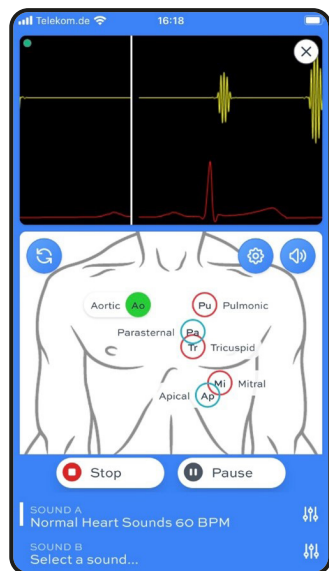 Telekom.de 16:18
Aortic Ao Pu Pulmonic
Parasternal Pa
Tr Tricuspid
Mi Mitral
Apical Ap
Stop Pause
SOUND A
Normal Heart Sounds 60 BPM
SOUND B
Select a sound...